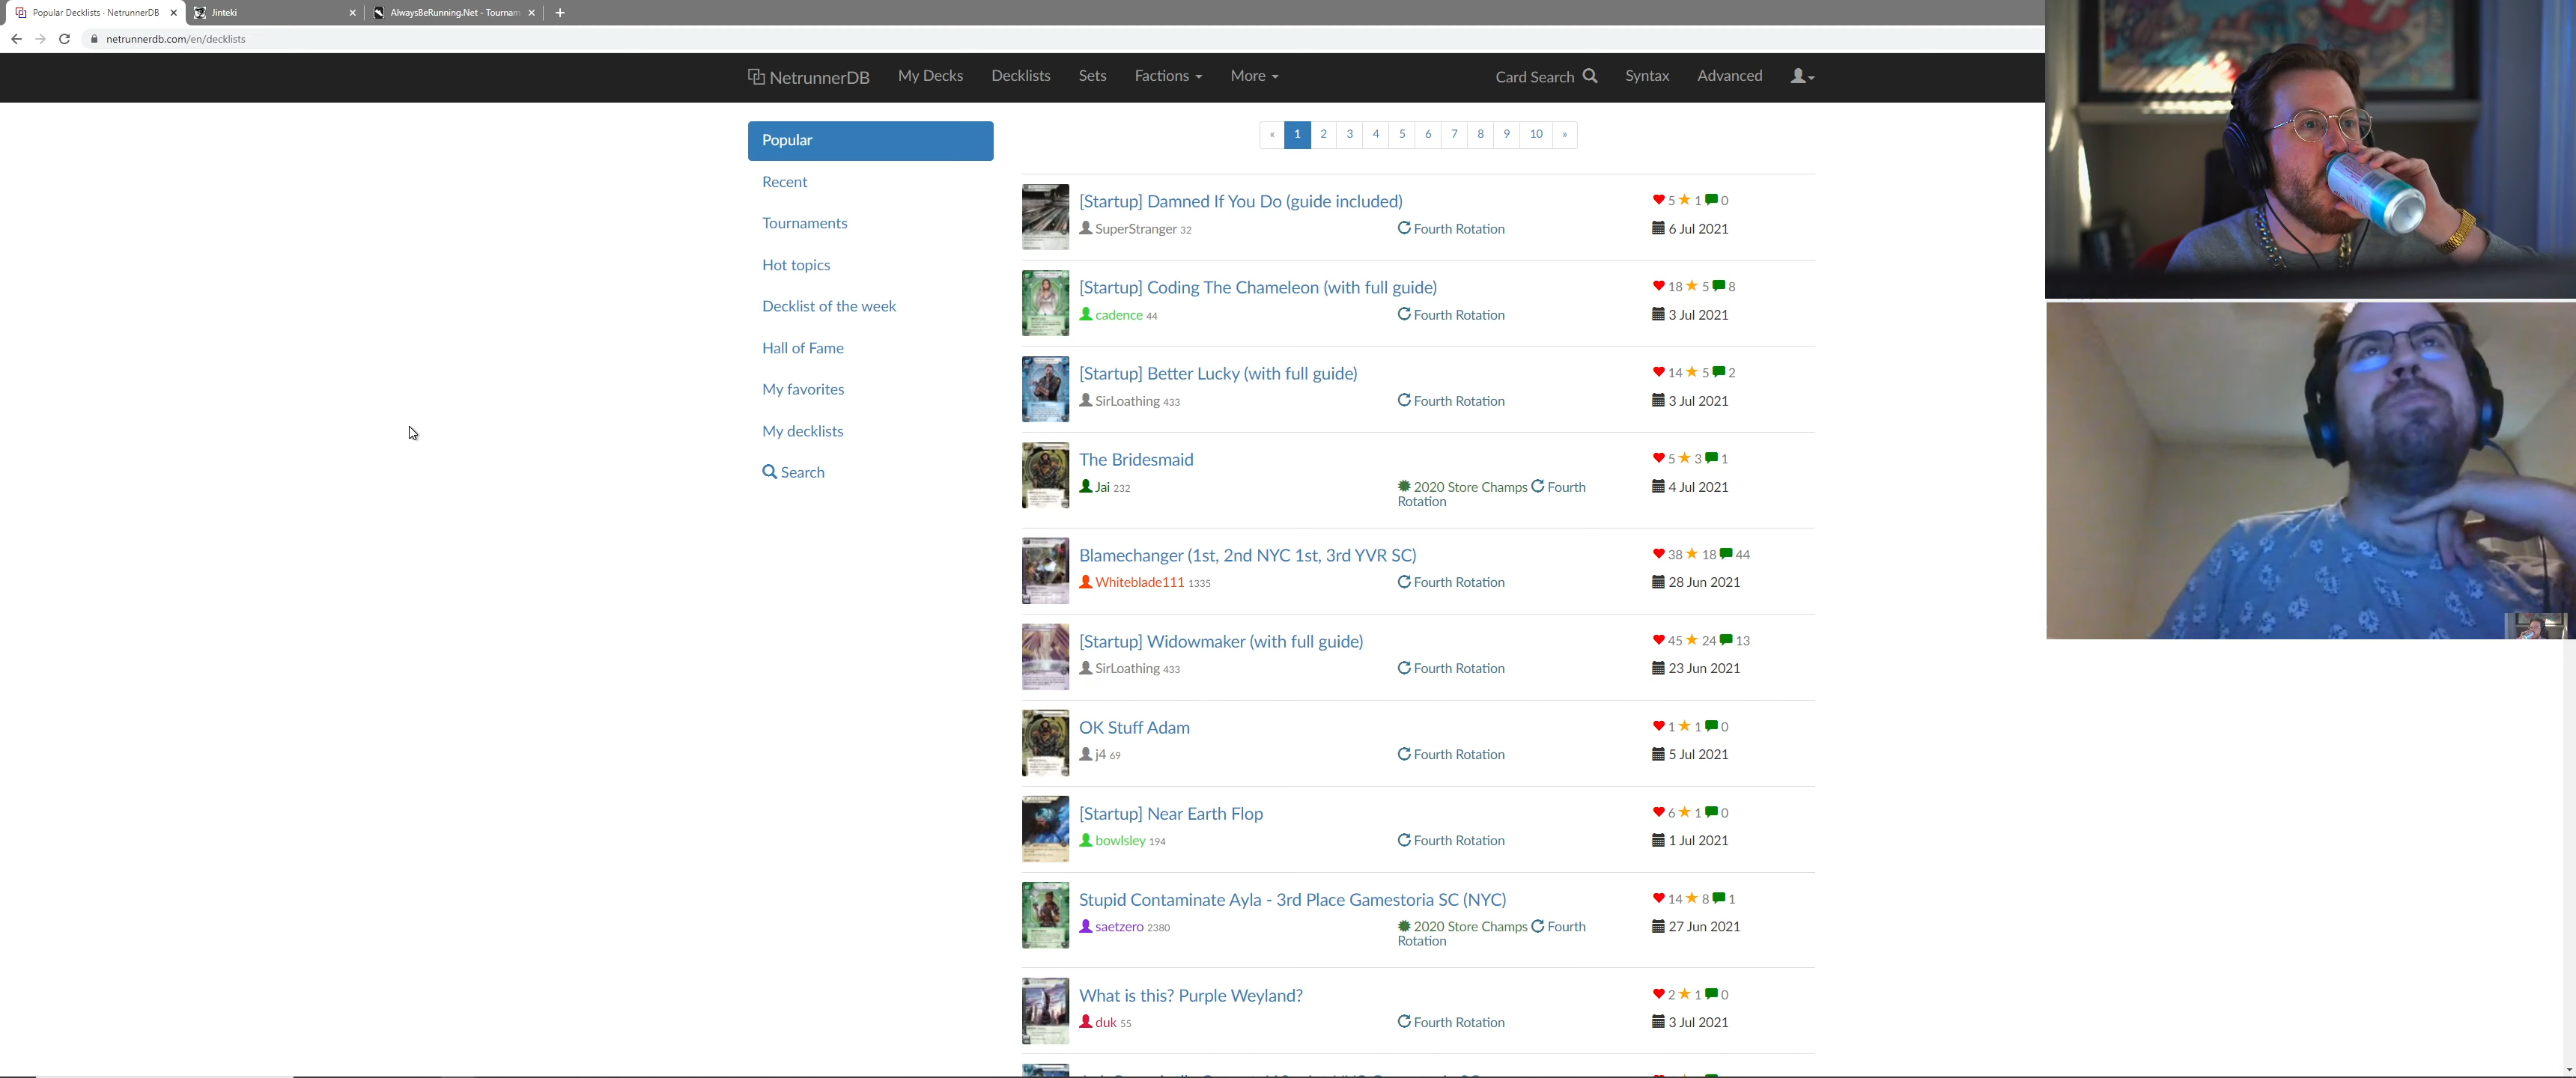 Popular Decklists · NetrunnerDB
Jinteki
AlwaysBeRunning.Net - Tournam
netrunnerdb.com/en/decklists
NetrunnerDB My Decks Decklists Sets Factions More Card Search Syntax Advanced
Popular
Recent
Tournaments
Hot topics
Decklist of the week
Hall of Fame
My favorites
My decklists
Search
« 1 2 3 4 5 6 7 8 9 10 »
[Startup] Damned If You Do (guide included) 5 1 0
SuperStranger 32 Fourth Rotation 6 Jul 2021
[Startup] Coding The Chameleon (with full guide) 18 5 8
cadence 44 Fourth Rotation 3 Jul 2021
[Startup] Better Lucky (with full guide) 14 5 2
SirLoathing 433 Fourth Rotation 3 Jul 2021
The Bridesmaid 5 3 1
Jai 232 2020 Store Champs Fourth 4 Jul 2021
Rotation
Blamechanger (1st, 2nd NYC 1st, 3rd YVR SC) 38 18 44
Whiteblade111 1335 Fourth Rotation 28 Jun 2021
[Startup] Widowmaker (with full guide) 45 24 13
SirLoathing 433 Fourth Rotation 23 Jun 2021
OK Stuff Adam 1 1 0
j4 69 Fourth Rotation 5 Jul 2021
[Startup] Near Earth Flop 6 1 0
bowlsley 194 Fourth Rotation 1 Jul 2021
Stupid Contaminate Ayla - 3rd Place Gamestoria SC (NYC) 14 8 1
saetzero 2380 2020 Store Champs Fourth 27 Jun 2021
Rotation
What is this? Purple Weyland? 2 1 0
duk 55 Fourth Rotation 3 Jul 2021